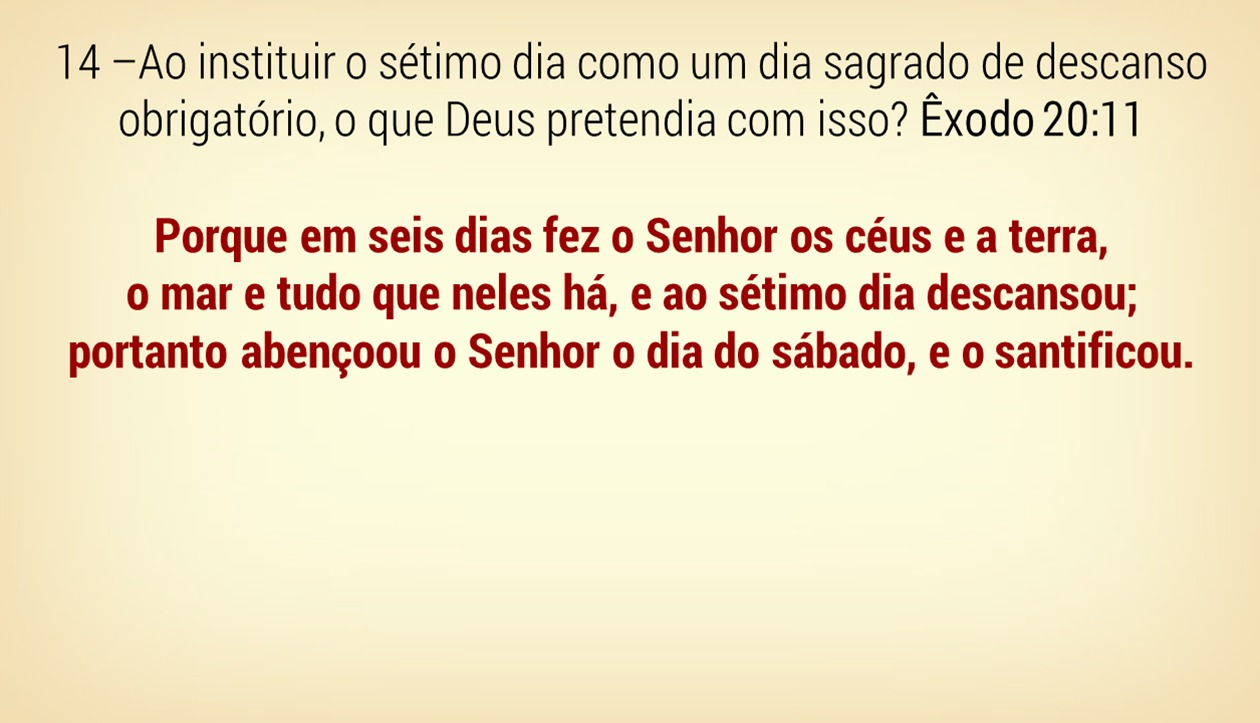 14 –Ao instituir o sétimo dia como um dia sagrado de descanso
obrigatório, o que Deus pretendia com isso? Êxodo 20:11
Porque em seis dias fez o Senhor os céus e a terra,
o mar e tudo que neles há, e ao sétimo dia descansou;
portanto abençoou o Senhor o dia do sábado, e o santificou.